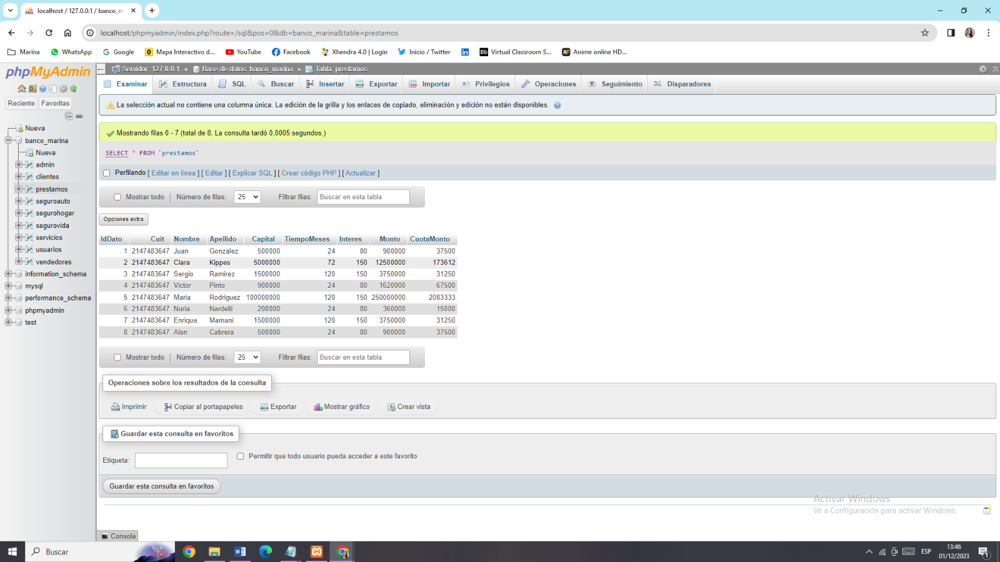 localhost / 127.0.0.1 / banco_m
localhost/phpmyadmin/index.php?route=/sql&pos=0&db=banco_marina&table=prestamos
Marina WhatsApp Google Mapa Interactivo d... YouTube Facebook Xhendra 4.0 | Login Inicio / Twitter Bb Virtual Classroom S... Anime online HD...
phpMyAdmin
Reciente Favoritas
Nueva
banco_marina
Nueva
admin
clientes
prestamos
seguroauto
segurohogar
segurovida
servicios
usuarios
vendedores
information_schema
mysql
performance_schema
phpmyadmin
test
Servidor: 127.0.0.1 » Base de datos: banco_marina » Tabla: prestamos
Examinar Estructura SQL Buscar Insertar Exportar Importar Privilegios Operaciones Seguimiento Disparadores
La selección actual no contiene una columna única. La edición de la grilla y los enlaces de copiado, eliminación y edición no están disponibles.
Mostrando filas 0 - 7 (total de 8, La consulta tardó 0,0005 segundos.)
SELECT * FROM `prestamos`
Perfilando [ Editar en línea ] [ Editar ] [ Explicar SQL ] [ Crear código PHP ] [ Actualizar ]
Mostrar todo Número de filas: 25 Filtrar filas: Buscar en esta tabla
Opciones extra
IdDato Cuit Nombre Apellido Capital TiempoMeses Interes Monto CuotaMonto
1 2147483647 Juan Gonzalez 500000 24 80 900000 37500
2 2147483647 Clara Kippes 5000000 72 150 12500000 173612
3 2147483647 Sergio Ramirez 1500000 120 150 3750000 31250
4 2147483647 Victor Pinto 900000 24 80 1620000 67500
5 2147483647 Maria Rodriguez 100000000 120 150 250000000 2083333
6 2147483647 Nuria Nardelli 200000 24 80 360000 15000
7 2147483647 Enrique Mamani 1500000 120 150 3750000 31250
8 2147483647 Alan Cabrera 500000 24 80 900000 37500
Mostrar todo Número de filas: 25 Filtrar filas: Buscar en esta tabla
Operaciones sobre los resultados de la consulta
Imprimir Copiar al portapapeles Exportar Mostrar gráfico Crear vista
Guardar esta consulta en favoritos
Etiqueta: Permitir que todo usuario pueda acceder a este favorito
Guardar esta consulta en favoritos
Activar Windows
Ve a Configuración para activar Windows.
Consola
Buscar
ESP
13:46
01/12/2023
1